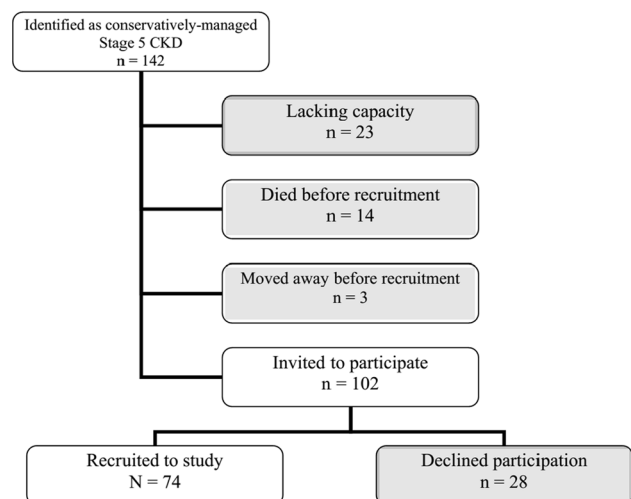 Identified as conservatively-managed
Stage 5 CKD
n = 142
Lacking capacity
n = 23
Died before recruitment
n = 14
Moved away before recruitment
n = 3
Invited to participate
n = 102
Recruited to study
N = 74
Declined participation
n = 28